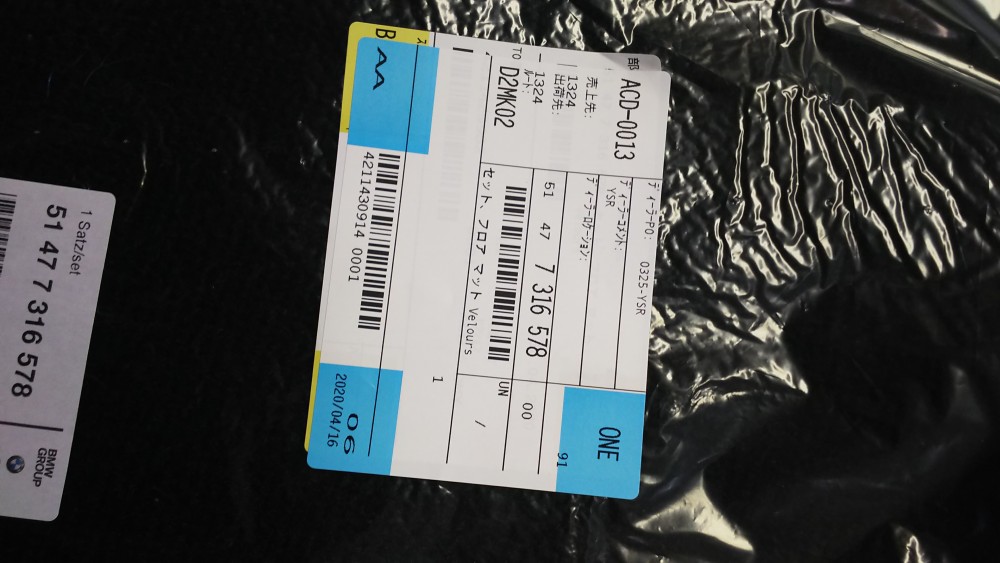 1 Satz/set
51 47 7 316 578
BMW
GROUP
部 ACD-0013
売上先:
1324
出荷先:
1324
ルート:
TO D2MK02
ディーラーPO: 0325-YSR
ディーラーコメント:
YSR
ディーラーロケーション:
51 47 7 316 578 00
セット、フロア マット Velours
UN /
1
ONE
91
B AA
4211430914 0001
06
2020/04/16